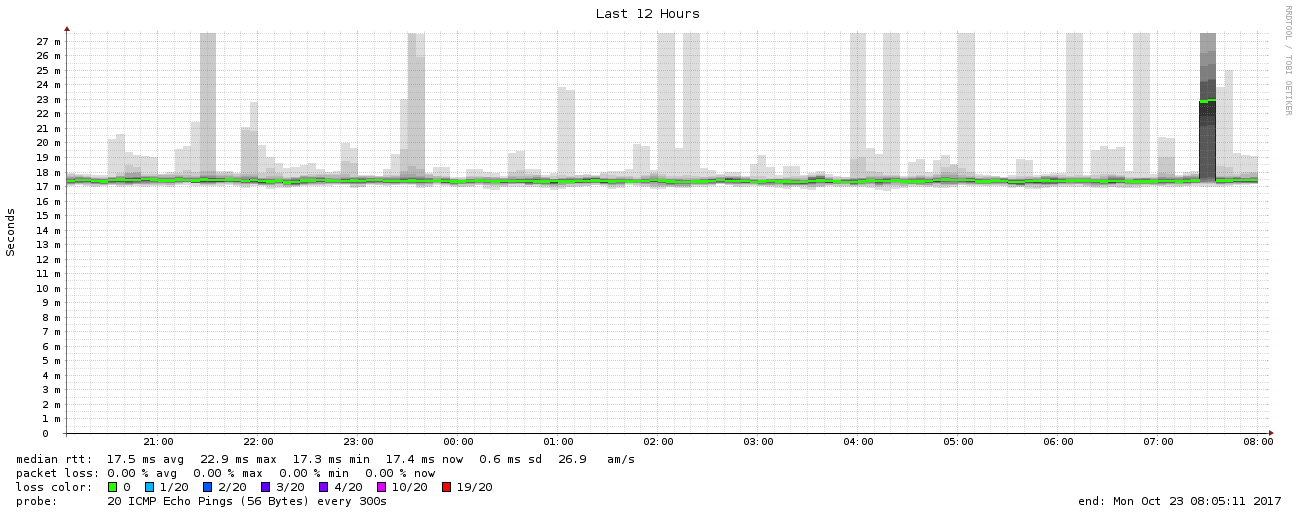 Last 12 Hours
RRDTOOL / TOBI OETIKER
27 m
26 m
25 m
24 m
23 m
22 m
21 m
20 m
19 m
18 m
17 m
16 m
15 m
14 m
13 m
12 m
11 m
10 m
9 m
8 m
7 m
6 m
5 m
4 m
3 m
2 m
1 m
0
Seconds
21:00 22:00 23:00 00:00 01:00 02:00 03:00 04:00 05:00 06:00 07:00 08:00
median rtt: 17.5 ms avg 22.9 ms max 17.3 ms min 17.4 ms now 0.6 ms sd 26.9 am/s
packet loss: 0.00 % avg 0.00 % max 0.00 % min 0.00 % now
loss color: 0 1/20 2/20 3/20 4/20 10/20 19/20
probe: 20 ICMP Echo Pings (56 Bytes) every 300s end: Mon Oct 23 08:05:11 2017